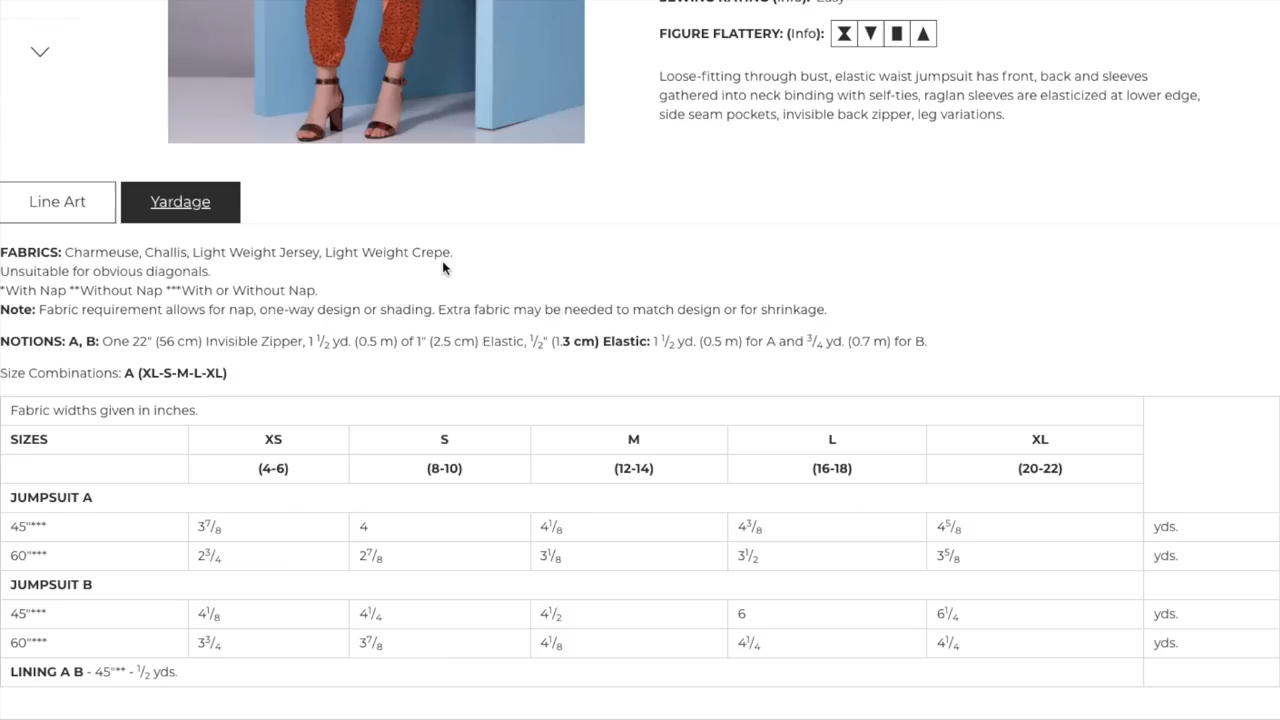 FIGURE FLATTERY: (Info):
Loose-fitting through bust, elastic waist jumpsuit has front, back and sleeves
gathered into neck binding with self-ties, raglan sleeves are elasticized at lower edge,
side seam pockets, invisible back zipper, leg variations.
Line Art Yardage
FABRICS: Charmeuse, Challis, Light Weight Jersey, Light Weight Crepe.
Unsuitable for obvious diagonals.
*With Nap **Without Nap ***With or Without Nap.
Note: Fabric requirement allows for nap, one-way design or shading. Extra fabric may be needed to match design or for shrinkage.
NOTIONS: A, B: One 22" (56 cm) Invisible Zipper, 1 1/2 yd. (0.5 m) of 1" (2.5 cm) Elastic, 1/2" (1.3 cm) Elastic: 1 1/2 yd. (0.5 m) for A and 3/4 yd. (0.7 m) for B.
Size Combinations: A (XL-S-M-L-XL)
Fabric widths given in inches.
SIZES XS S M L XL
(4-6) (8-10) (12-14) (16-18) (20-22)
JUMPSUIT A
45"*** 3 7/8 4 4 1/8 4 3/8 4 5/8 yds.
60"*** 2 3/4 2 7/8 3 1/8 3 1/2 3 5/8 yds.
JUMPSUIT B
45"*** 4 1/8 4 1/4 4 1/2 6 6 1/4 yds.
60"*** 3 3/4 3 7/8 4 1/8 4 1/4 4 1/4 yds.
LINING A B - 45"** - 1/2 yds.